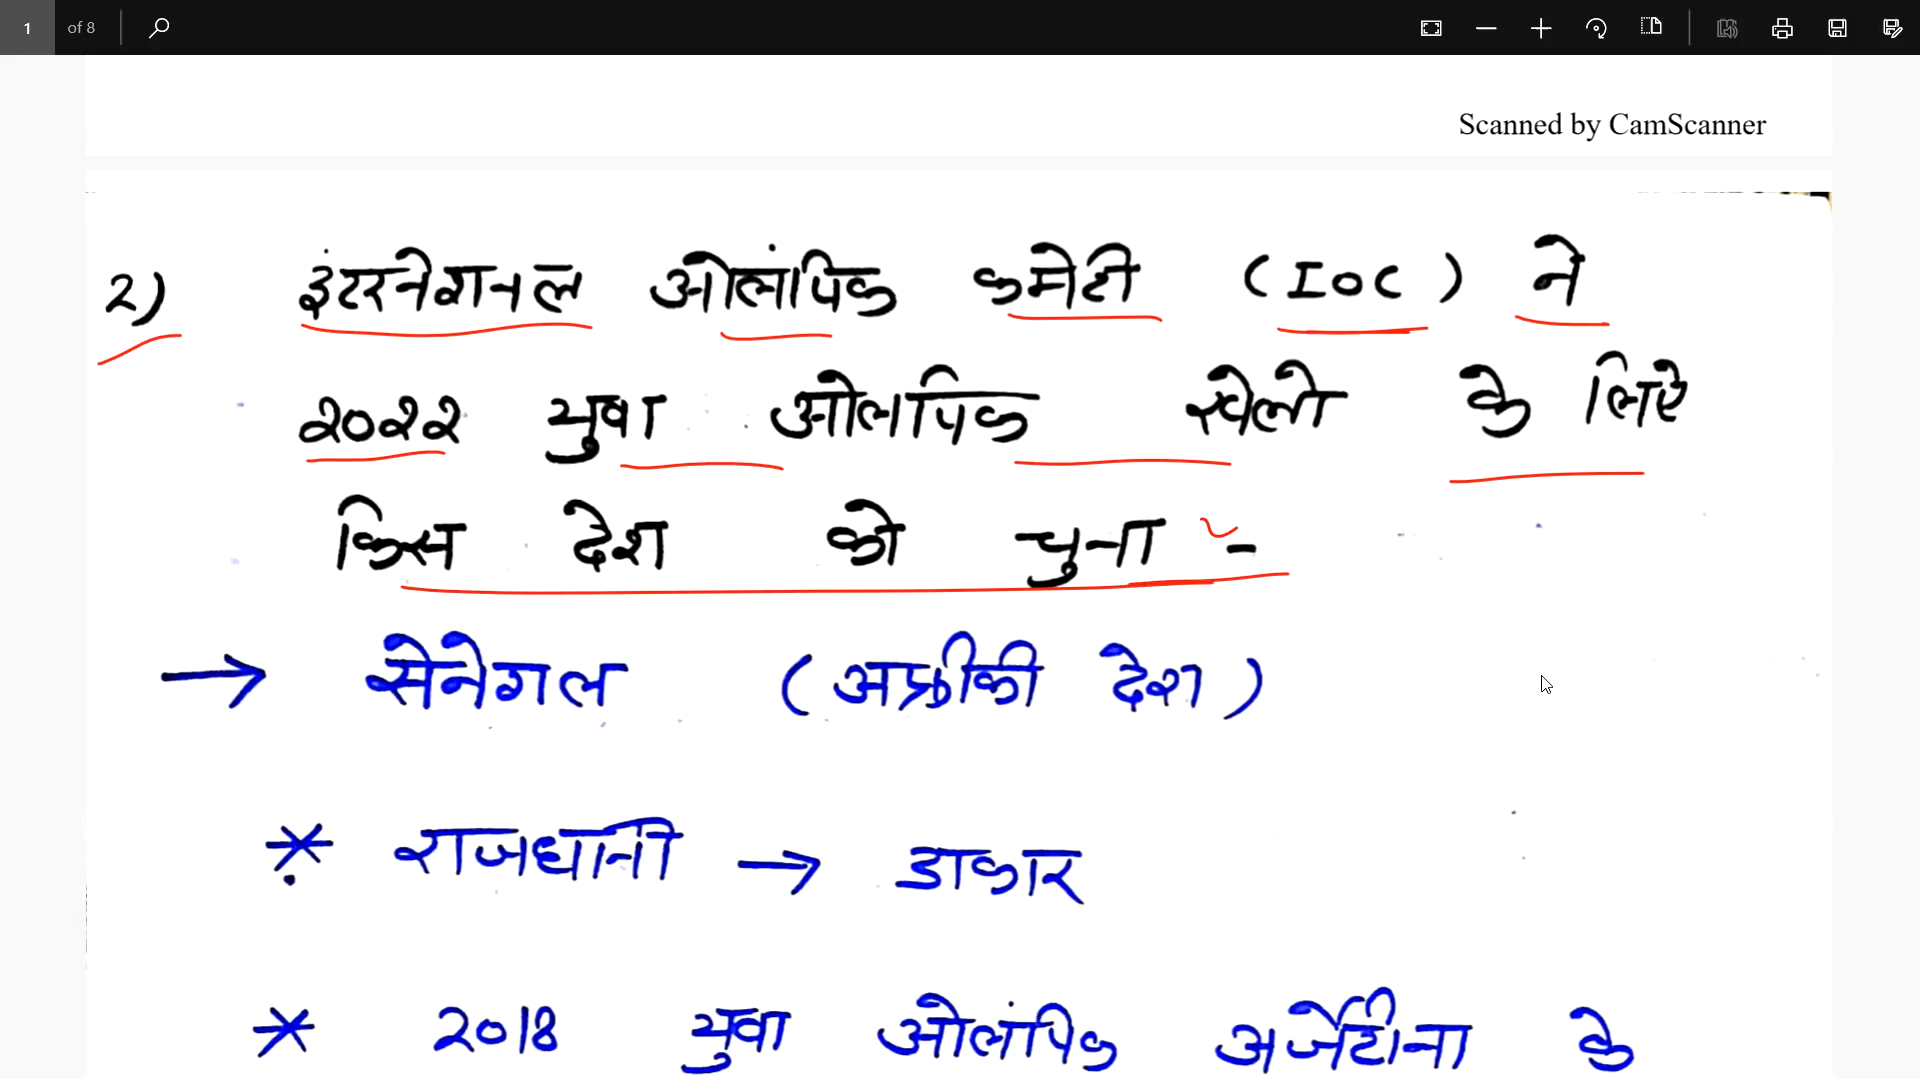 1 of 8
Scanned by CamScanner
2) इंटरनेशनल ओलंपिक कमेटी (IOC) ने
2022 युवा ओलंपिक खेलो के लिऐ
किस देश को चुना -
→ सेनेगल (अफ्रीकी देश)
* राजधानी → डाकार
* 2018 युवा ओलंपिक अर्जेंटीना के